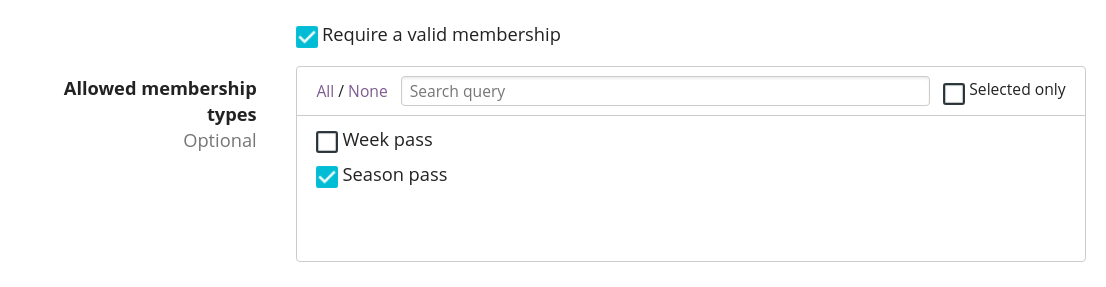 Require a valid membership
Allowed membership
types
Optional
All / None
Search query
Selected only
Week pass
Season pass